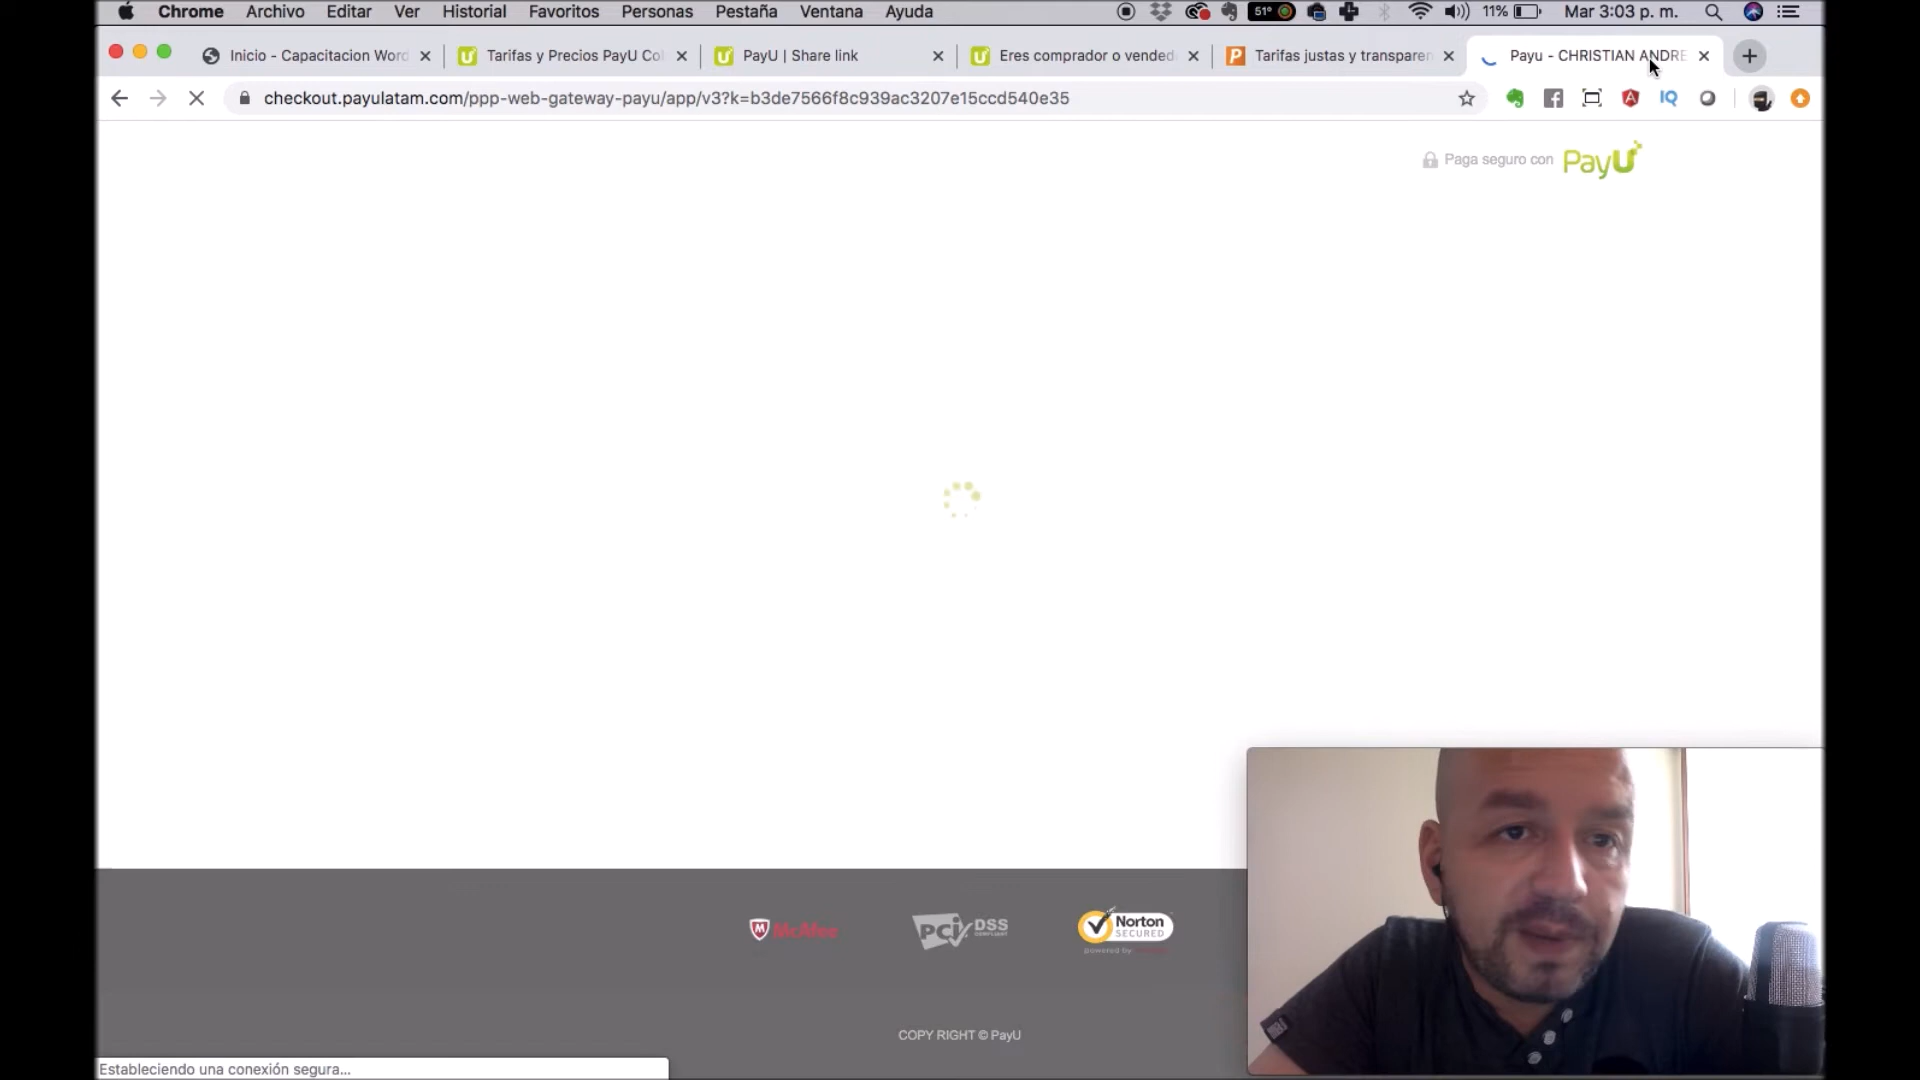 Chrome Archivo Editar Ver Historial Favoritos Personas Pestaña Ventana Ayuda 51° 11% Mar 3:03 p. m.
Inicio - Capacitacion Word Tarifas y Precios PayU Col PayU | Share link Eres comprador o vended Tarifas justas y transparen Payu - CHRISTIAN ANDRE
checkout.payulatam.com/ppp-web-gateway-payu/app/v3?k=b3de7566f8c939ac3207e15ccd540e35
Paga seguro con PayU
McAfee PCI DSS COMPLIANT Norton SECURED
powered by
COPY RIGHT © PayU
Estableciendo una conexión segura...